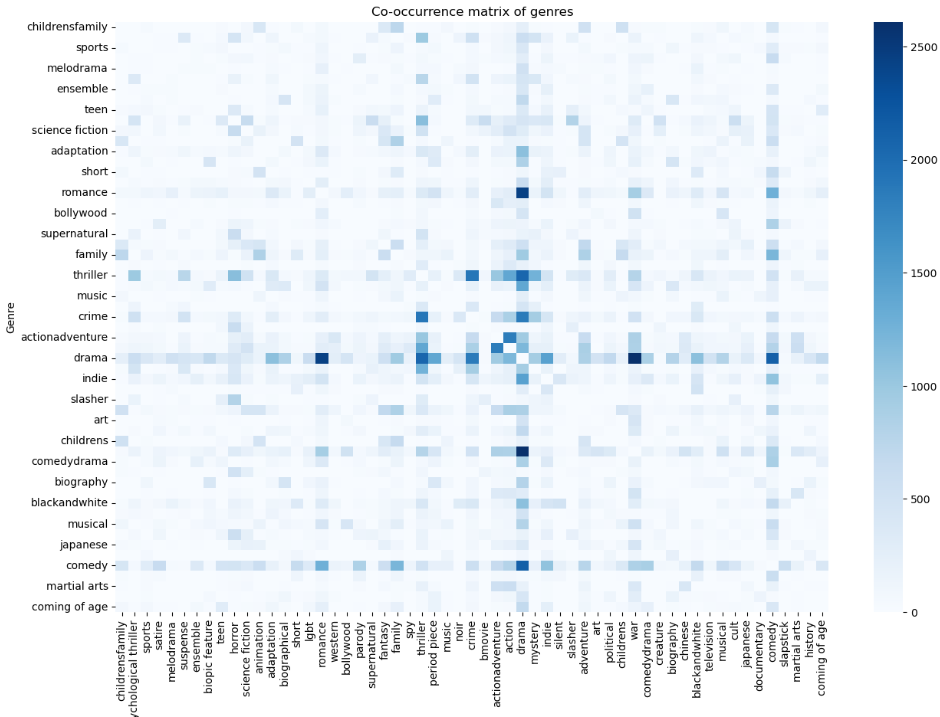 Co-occurrence matrix of genres
Genre
childrensfamily
sports
melodrama
ensemble
teen
science fiction
adaptation
short
romance
bollywood
supernatural
family
thriller
music
crime
actionadventure
drama
indie
slasher
art
childrens
comedydrama
biography
blackandwhite
musical
japanese
comedy
martial arts
coming of age
childrensfamily
ychological thriller
sports
satire
melodrama
suspense
ensemble
biopic feature
teen
horror
science fiction
animation
adaptation
biographical
short
lgbt
romance
western
bollywood
parody
supernatural
fantasy
family
spy
thriller
period piece
music
noir
crime
bmovie
actionadventure
action
drama
mystery
indie
silent
slasher
adventure
art
political
childrens
war
comedydrama
creature
biography
chinese
blackandwhite
television
musical
cult
japanese
documentary
comedy
slapstick
martial arts
history
coming of age
2500
2000
1500
1000
500
0